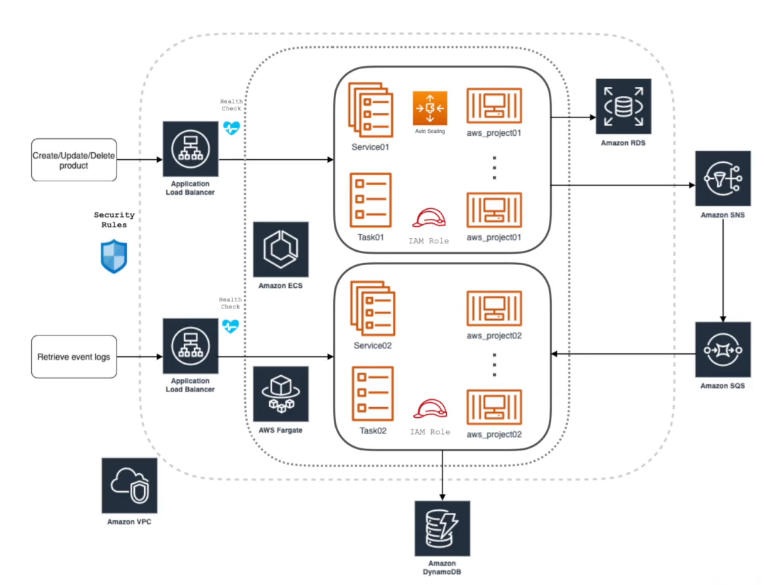 Health
Check
Service01
Auto Scaling
aws_project01
Amazon RDS
Create/Update/Delete
product
Application
Load Balancer
Security
Rules
Task01
IAM Role
aws_project01
Amazon SNS
Amazon ECS
Health
Check
Service02
aws_project02
Retrieve event logs
Application
Load Balancer
Amazon SQS
AWS Fargate
Task02
IAM Role
aws_project02
Amazon VPC
Amazon
DynamoDB